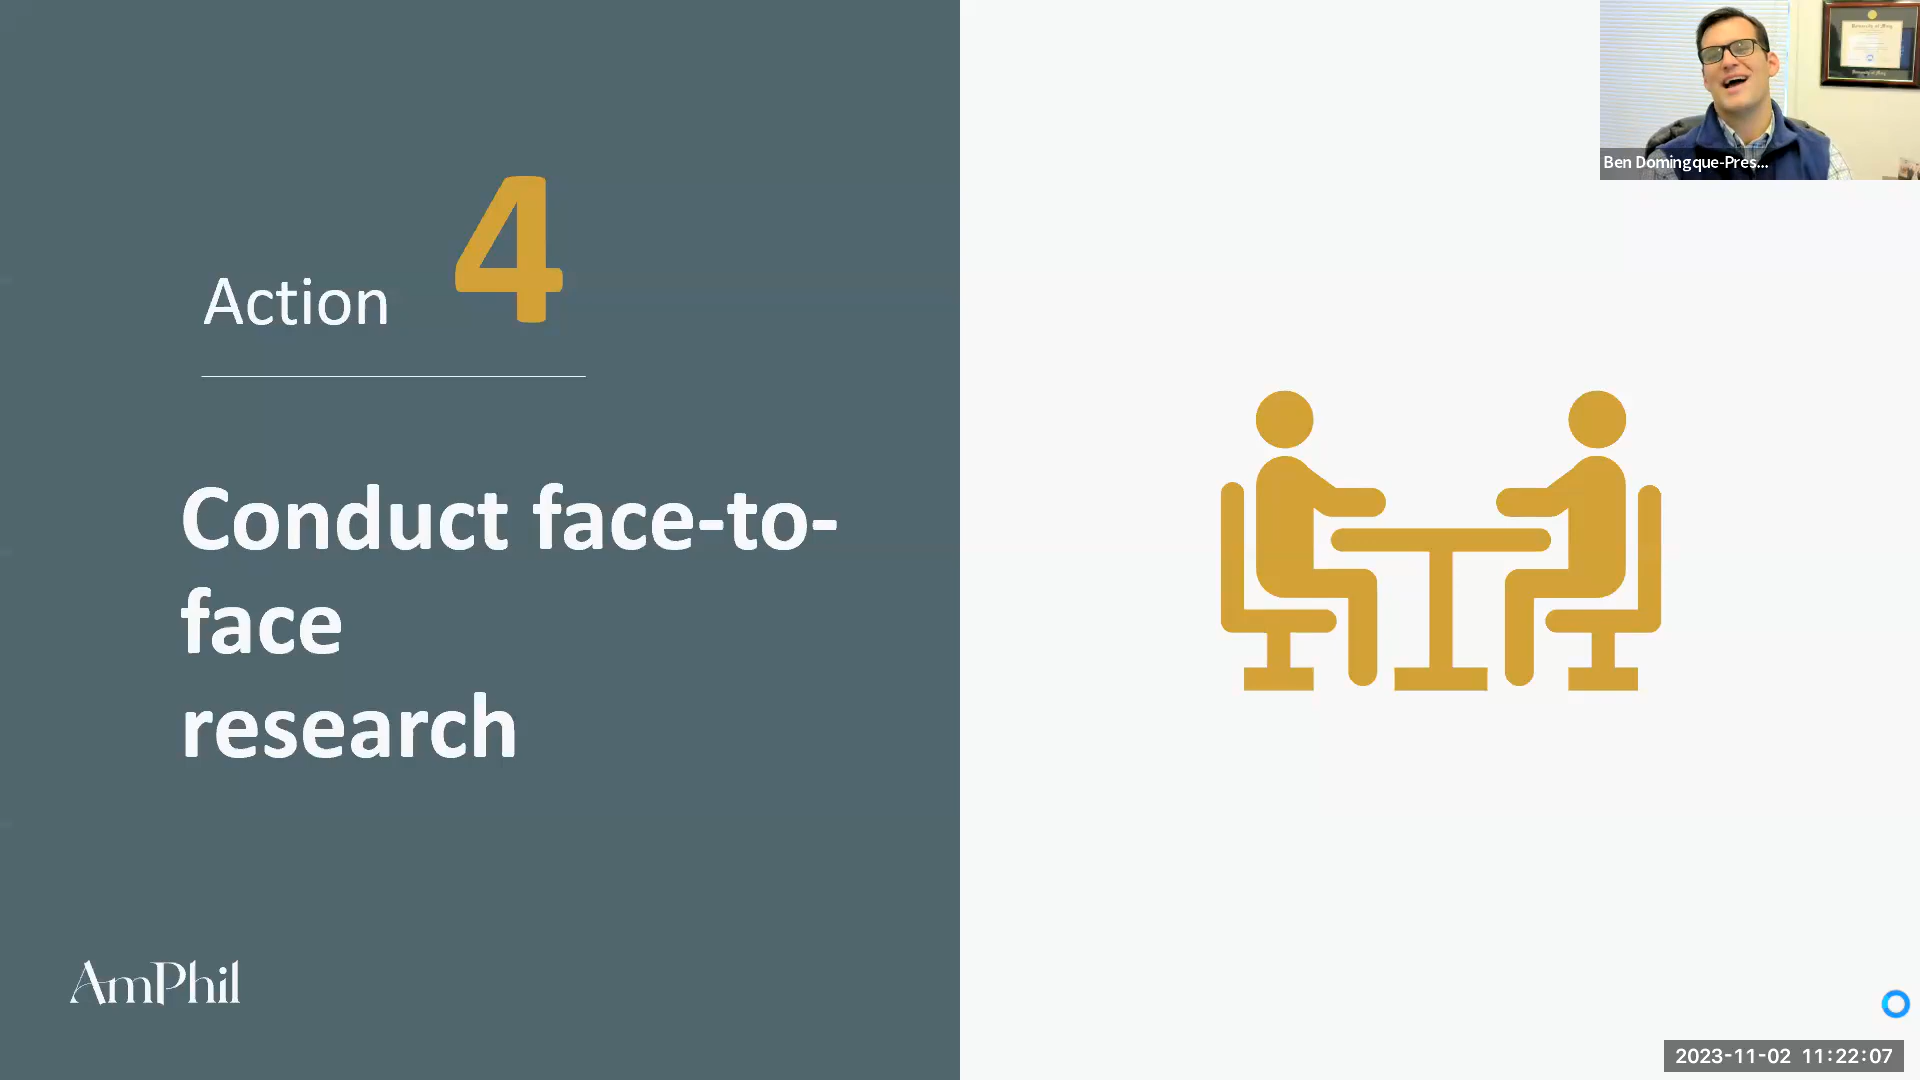 Action 4
Conduct face-to-
face
research
AmPhil
Ben Domingque-Pres...
2023-11-02 11:22:07